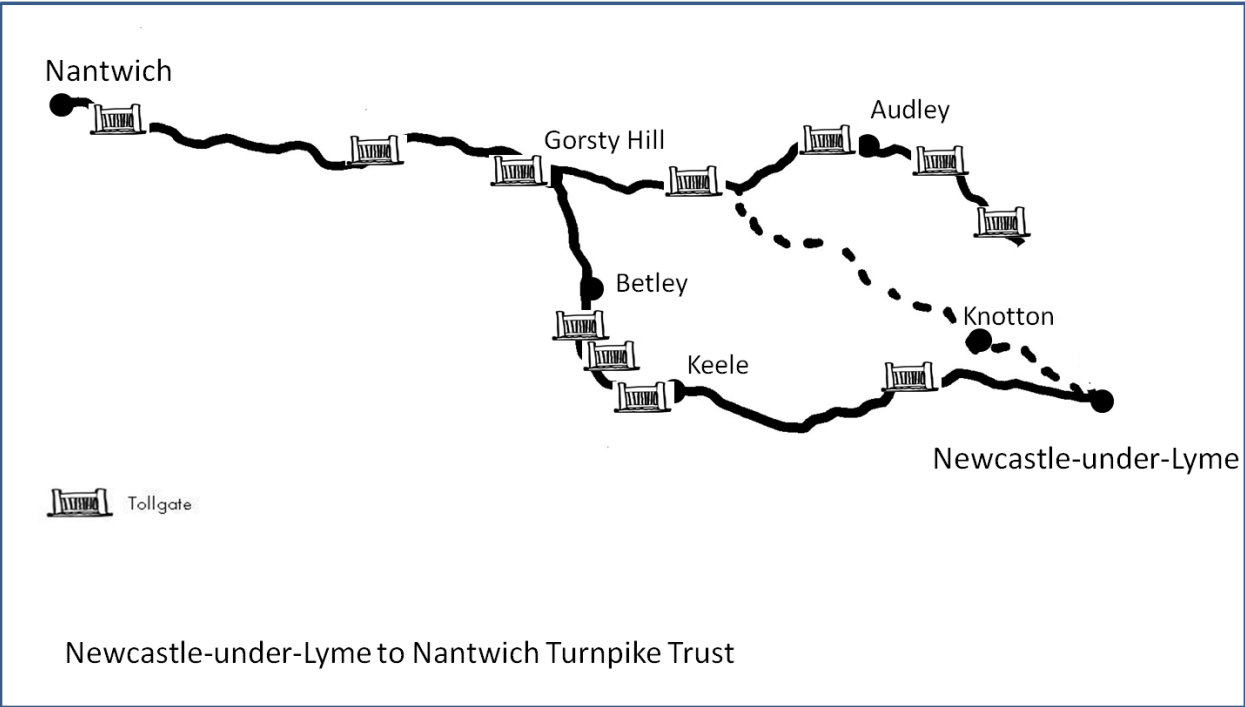 Nantwich
Audley
Gorsty Hill
Betley
Knotton
Keele
Newcastle-under-Lyme
Tollgate
Newcastle-under-Lyme to Nantwich Turnpike Trust